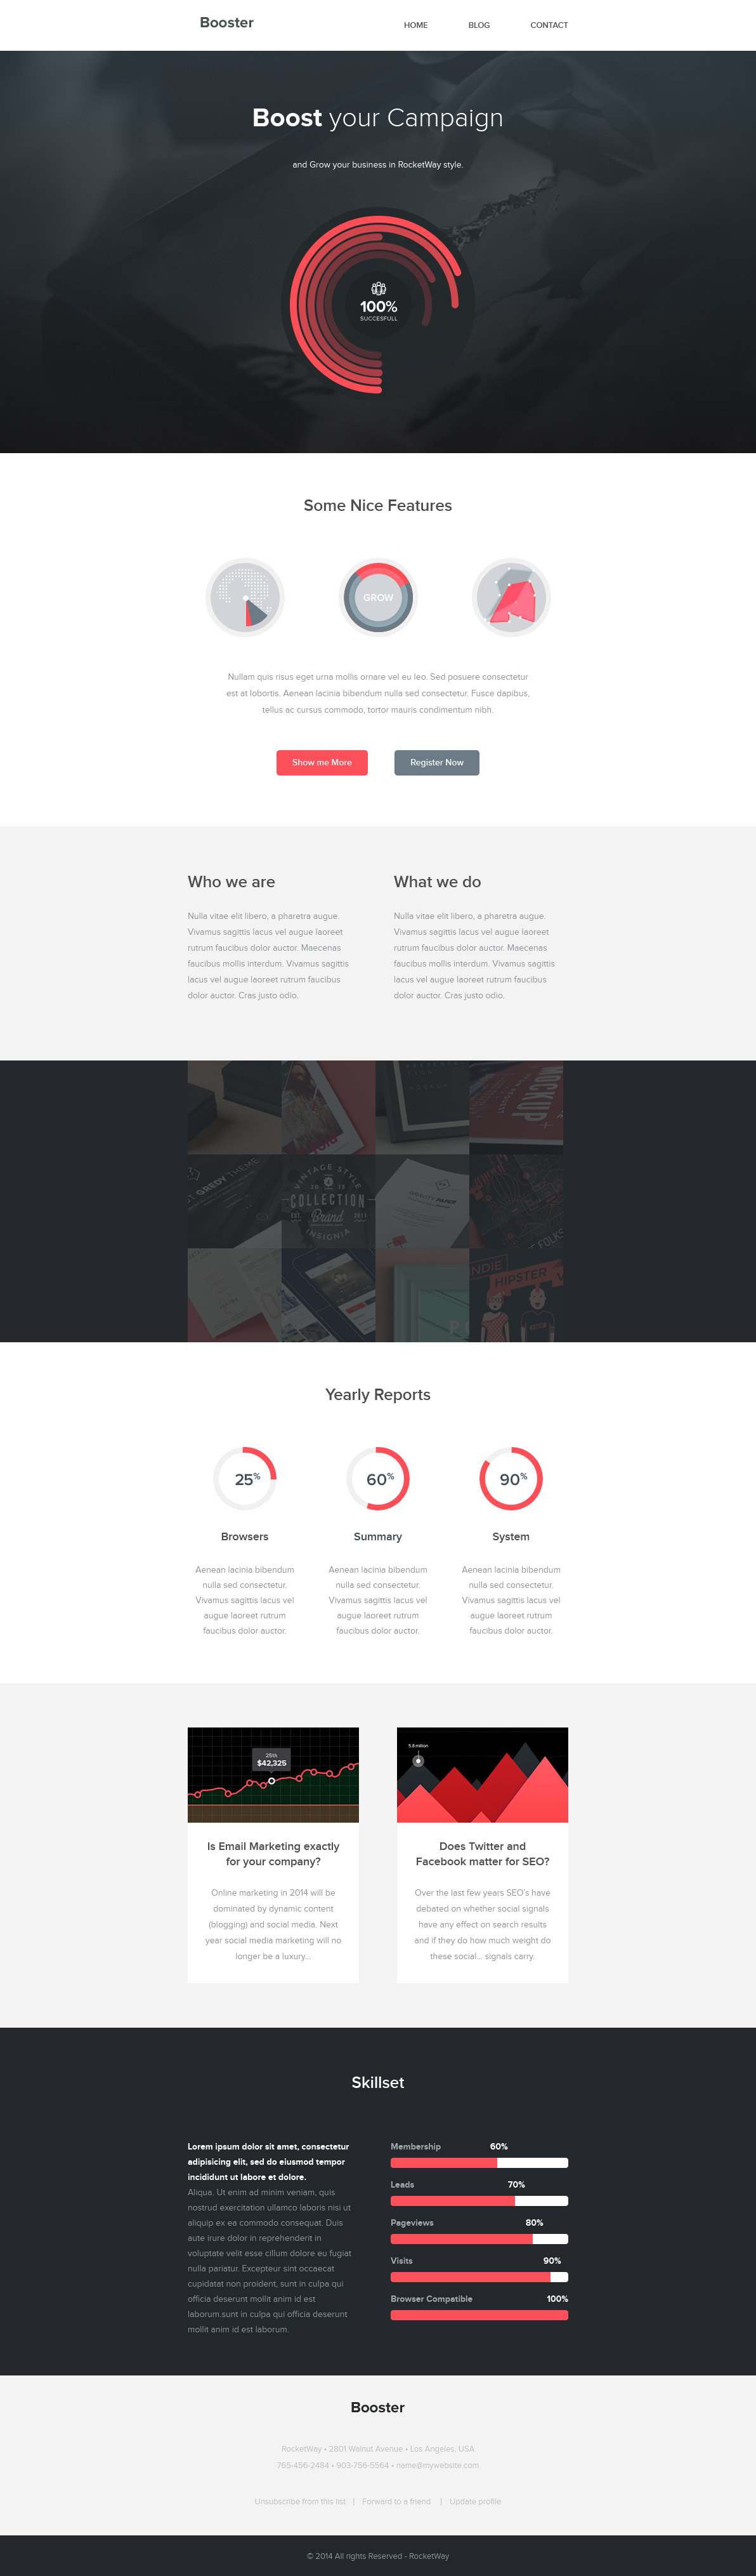 Booster
HOME BLOG CONTACT
Boost your Campaign
and Grow your business in RocketWay style.
100%
SUCCESFULL
Some Nice Features
GROW
Nullam quis risus eget urna mollis ornare vel eu leo. Sed posuere consectetur
est at lobortis. Aenean lacinia bibendum nulla sed consectetur. Fusce dapibus,
tellus ac cursus commodo, tortor mauris condimentum nibh.
Show me More
Register Now
Who we are
Nulla vitae elit libero, a pharetra augue.
Vivamus sagittis lacus vel augue laoreet
rutrum faucibus dolor auctor. Maecenas
faucibus mollis interdum. Vivamus sagittis
lacus vel augue laoreet rutrum faucibus
dolor auctor. Cras justo odio.
What we do
Nulla vitae elit libero, a pharetra augue.
Vivamus sagittis lacus vel augue laoreet
rutrum faucibus dolor auctor. Maecenas
faucibus mollis interdum. Vivamus sagittis
lacus vel augue laoreet rutrum faucibus
dolor auctor. Cras justo odio.
MOCKUP
GREDY THEME
VINTAGE STYLE
2013
COLLECTION
EST Brand 2011
INSIGNIA
GRAVITY PAPER
FOLKS
INDIE
HIPSTER
Yearly Reports
25%
Browsers
Aenean lacinia bibendum
nulla sed consectetur.
Vivamus sagittis lacus vel
augue laoreet rutrum
faucibus dolor auctor.
60%
Summary
Aenean lacinia bibendum
nulla sed consectetur.
Vivamus sagittis lacus vel
augue laoreet rutrum
faucibus dolor auctor.
90%
System
Aenean lacinia bibendum
nulla sed consectetur.
Vivamus sagittis lacus vel
augue laoreet rutrum
faucibus dolor auctor.
25th
$42,325
Is Email Marketing exactly
for your company?
Online marketing in 2014 will be
dominated by dynamic content
(blogging) and social media. Next
year social media marketing will no
longer be a luxury...
5.8 million
Does Twitter and
Facebook matter for SEO?
Over the last few years SEO's have
debated on whether social signals
have any effect on search results
and if they do how much weight do
these social... signals carry.
Skillset
Lorem ipsum dolor sit amet, consectetur
adipisicing elit, sed do eiusmod tempor
incididunt ut labore et dolore.
Aliqua. Ut enim ad minim veniam, quis
nostrud exercitation ullamco laboris nisi ut
aliquip ex ea commodo consequat. Duis
aute irure dolor in reprehenderit in
voluptate velit esse cillum dolore eu fugiat
nulla pariatur. Excepteur sint occaecat
cupidatat non proident, sunt in culpa qui
officia deserunt mollit anim id est
laborum.sunt in culpa qui officia deserunt
mollit anim id est laborum.
Membership 60%
Leads 70%
Pageviews 80%
Visits 90%
Browser Compatible 100%
Booster
RocketWay • 2801 Walnut Avenue • Los Angeles, USA
765-456-2484 • 903-756-5564 • name@mywebsite.com
Unsubscribe from this list | Forward to a friend | Update profile
© 2014 All rights Reserved - RocketWay